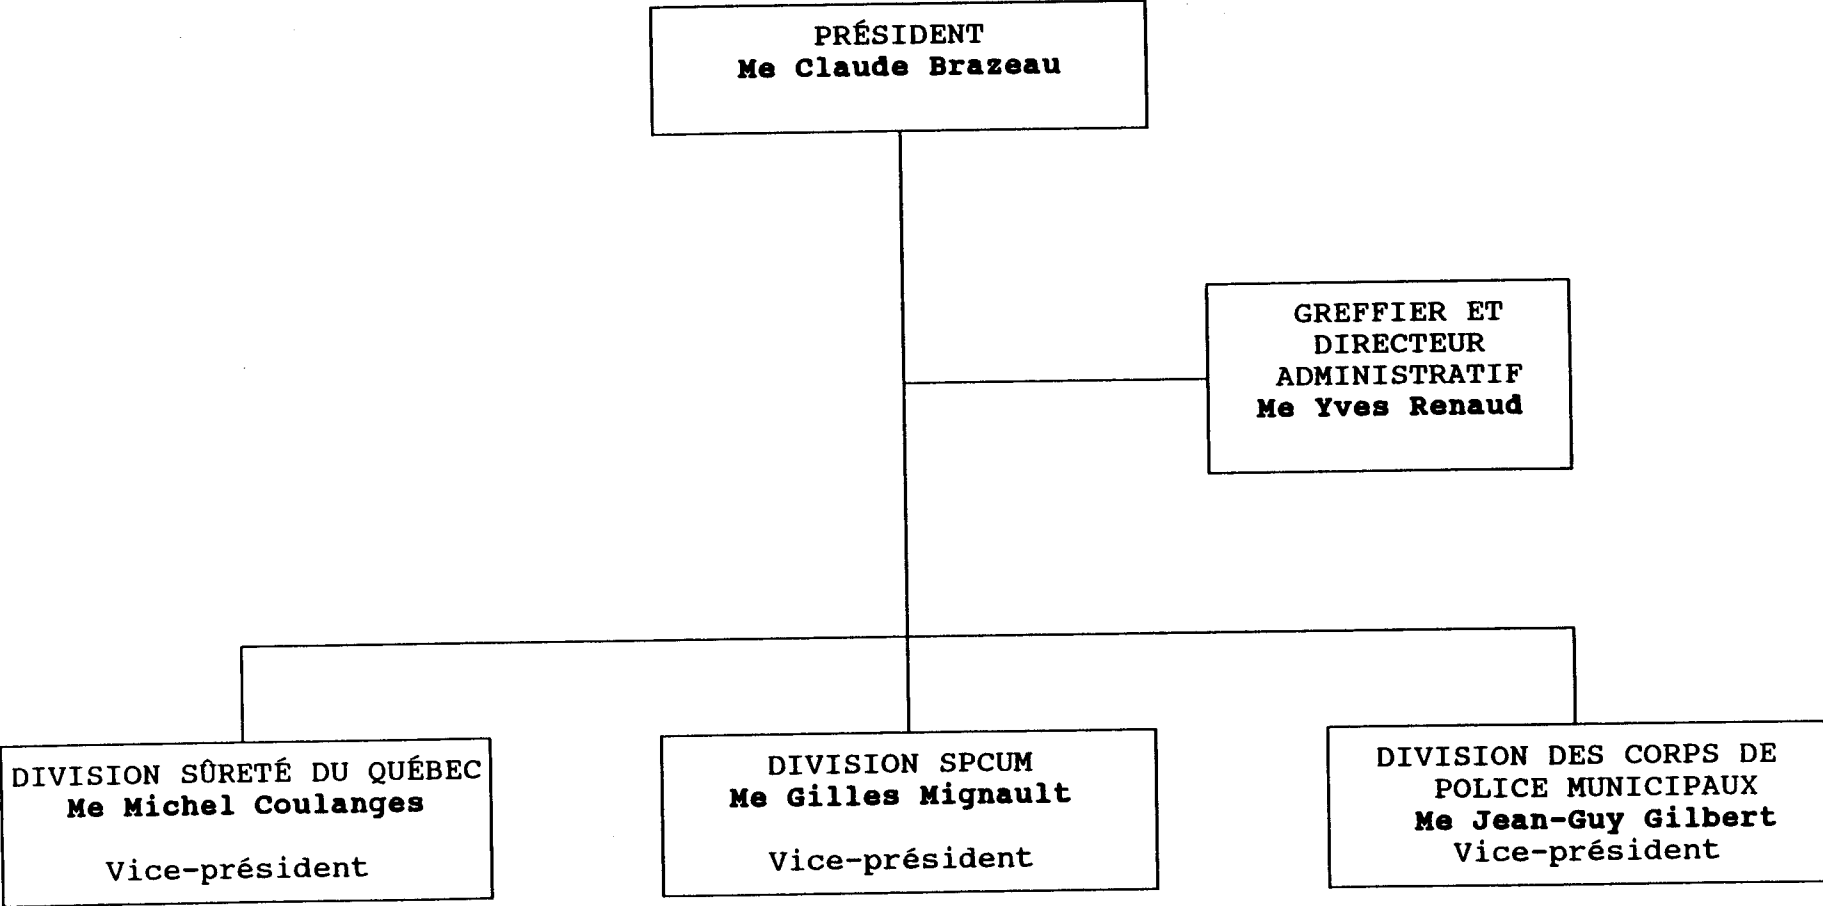 PRÉSIDENT
Me Claude Brazeau
GREFFIER ET
DIRECTEUR
ADMINISTRATIF
Me Yves Renaud
DIVISION SÛRETÉ DU QUÉBEC
Me Michel Coulanges
Vice-président
DIVISION SPCUM
Me Gilles Mignault
Vice-président
DIVISION DES CORPS DE
POLICE MUNICIPAUX
Me Jean-Guy Gilbert
Vice-président